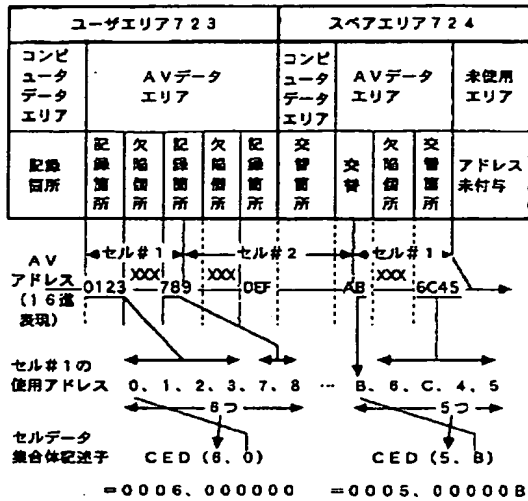 ユーザエリア723 スペアエリア724
コンピュータデータエリア AVデータエリア コンピュータデータエリア AVデータエリア 未使用エリア
記録箇所 記録箇所 欠陥個所 記録箇所 欠陥個所 記録箇所 交替箇所 交替 欠陥個所 交替箇所 アドレス未付与
セル#1 セル#2 セル#1
AVアドレス(16進表現) 0123 XXX 789 XXX DEF AB XXX 6C45
セル#1の使用アドレス 0、1、2、3、7、8 … B、6、C、4、5
6つ 5つ
セルデータ集合体記述子 CED(6、0) CED(5、B)
=0006、000000 =0005、00000B